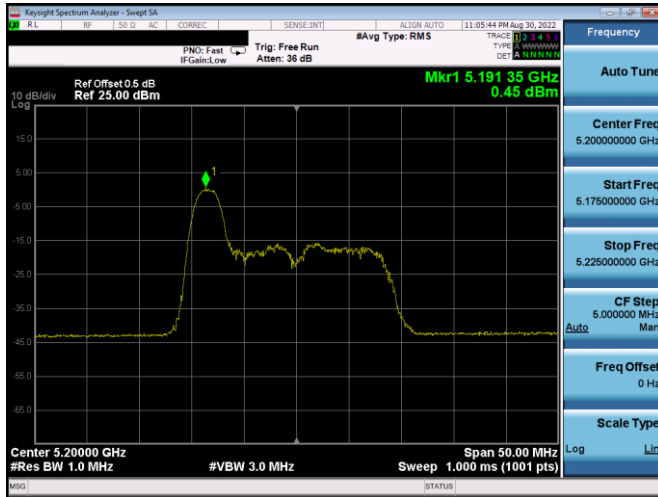 Keysight Spectrum Analyzer - Swept SA
RL RF 50 Ω AC CORREC SENSE:INT ALIGN AUTO 11:05:44 PM Aug 30, 2022
#Avg Type: RMS
TRACE 1 2 3 4 5 6
TYPE A WWWWW
DET A N N N N N
PNO: Fast
IFGain:Low
Trig: Free Run
Atten: 36 dB
Mkr1 5.191 35 GHz
0.45 dBm
Ref Offset 0.5 dB
10 dB/div Ref 25.00 dBm
Log
15.0
5.00
-5.00
-15.0
-25.0
-35.0
-45.0
-55.0
-65.0
1
Center 5.20000 GHz
Span 50.00 MHz
#Res BW 1.0 MHz
#VBW 3.0 MHz
Sweep 1.000 ms (1001 pts)
MSG
STATUS
Frequency
Auto Tune
Center Freq
5.200000000 GHz
Start Freq
5.175000000 GHz
Stop Freq
5.225000000 GHz
CF Step
5.000000 MHz
Auto Man
Freq Offset
0 Hz
Scale Type
Log Lin